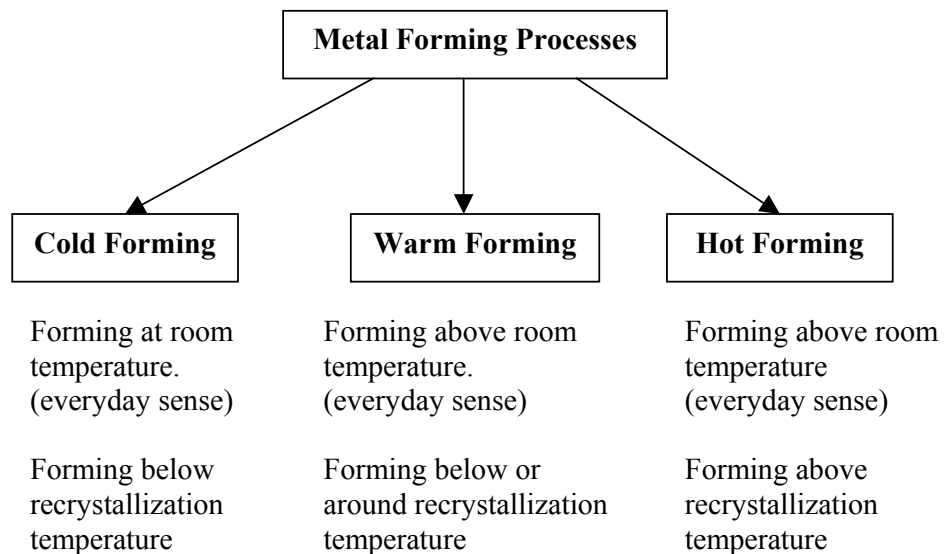 Metal Forming Processes
Cold Forming
Warm Forming
Hot Forming
Forming at room
temperature.
(everyday sense)
Forming below
recrystallization
temperature
Forming above room
temperature.
(everyday sense)
Forming below or
around recrystallization
temperature
Forming above room
temperature
(everyday sense)
Forming above
recrystallization
temperature